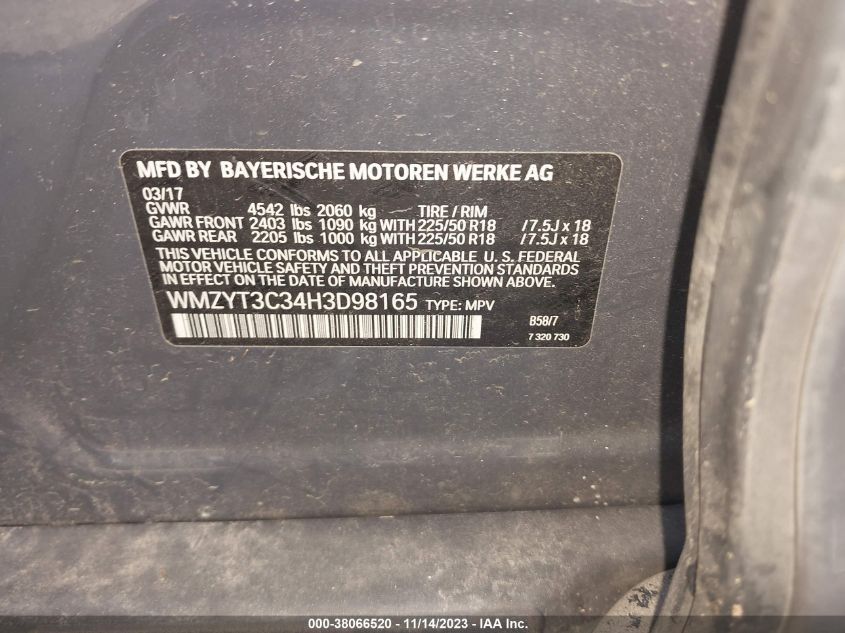 MFD BY BAYERISCHE MOTOREN WERKE AG
03/17
GVWR 4542 lbs 2060 kg TIRE / RIM
GAWR FRONT 2403 lbs 1090 kg WITH 225/50 R18 / 7.5J x 18
GAWR REAR 2205 lbs 1000 kg WITH 225/50 R18 / 7.5J x 18
THIS VEHICLE CONFORMS TO ALL APPLICABLE U. S. FEDERAL
MOTOR VEHICLE SAFETY AND THEFT PREVENTION STANDARDS
IN EFFECT ON THE DATE OF MANUFACTURE SHOWN ABOVE.
WMZYT3C34H3D98165 TYPE: MPV
B58/7
7 320 730
000-38066520 - 11/14/2023 - IAA Inc.